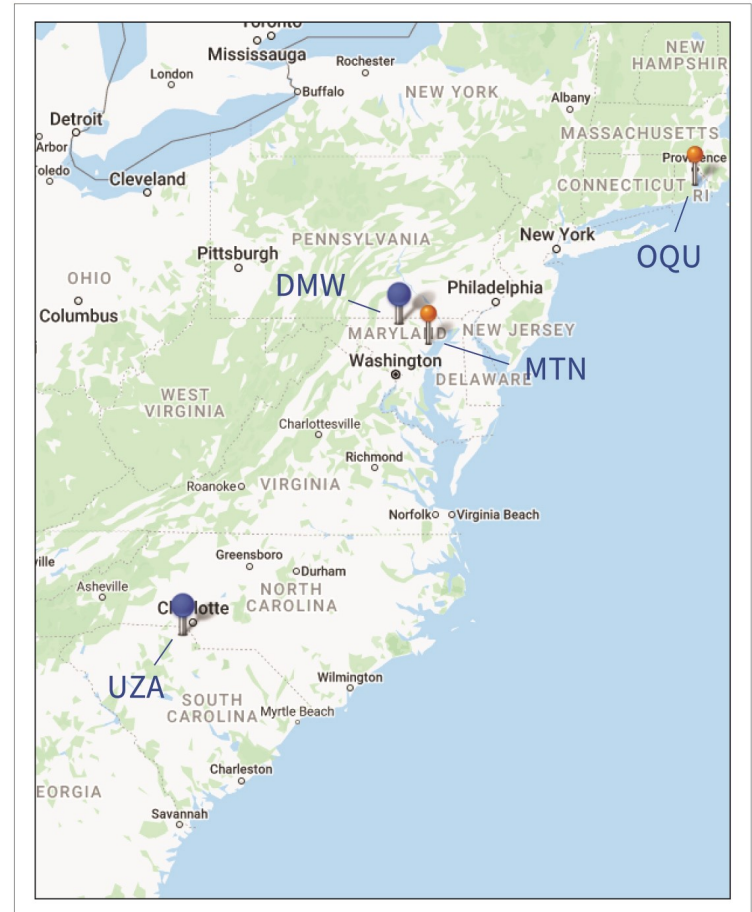 Toronto
Mississauga
Rochester
London
NEW
HAMPSHIR
Buffalo
NEW YORK
Albany
Detroit
Arbor
MASSACHUSETTS
Toledo
Cleveland
Providence
CONNECTICUT
RI
New York
OQU
PENNSYLVANIA
Pittsburgh
DMW
OHIO
Philadelphia
Columbus
MARYLAND
NEW JERSEY
Washington
MTN
DELAWARE
WEST
VIRGINIA
Charlottesville
Richmond
Roanoke
VIRGINIA
Norfolk
Virginia Beach
ville
Greensboro
Durham
Asheville
NORTH
CAROLINA
Charlotte
UZA
Wilmington
SOUTH
CAROLINA
Myrtle Beach
Charleston
EORGIA
Savannah